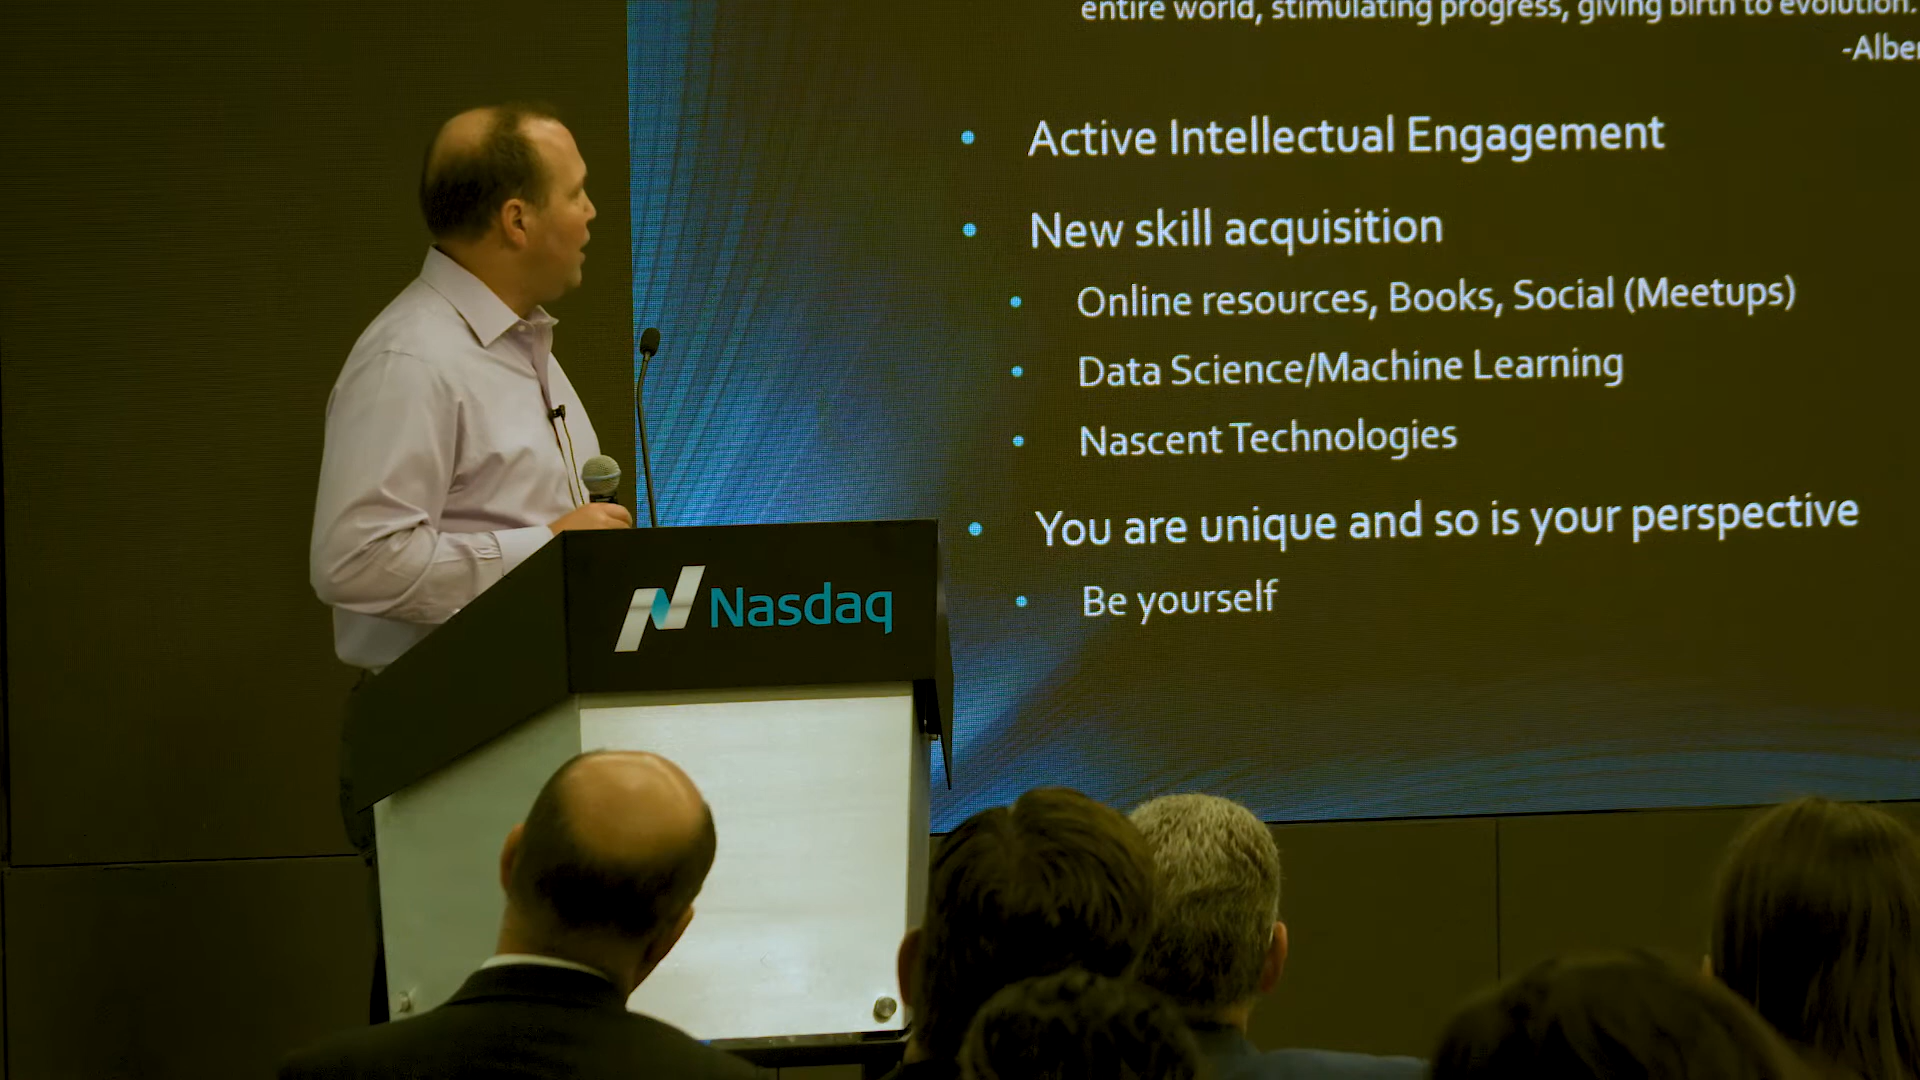 entire world, stimulating progress, giving birth to evolution.
Active Intellectual Engagement
New skill acquisition
Online resources, Books, Social (Meetups)
Data Science/Machine Learning
Nascent Technologies
You are unique and so is your perspective
Be yourself
Nasdaq